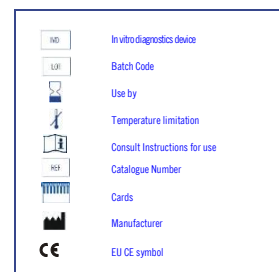 IVD In vitro diagnostics device
LOT Batch Code
Use by
Temperature limitation
Consult Instructions for use
REF Catalogue Number
Cards
Manufacturer
CE EU CE symbol